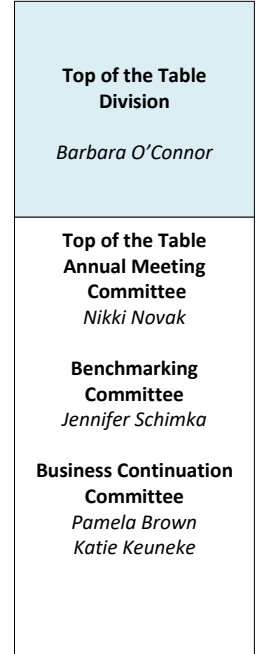 Top of the Table
Division
Barbara O’Connor
Top of the Table
Annual Meeting
Committee
Nikki Novak
Benchmarking
Committee
Jennifer Schimka
Business Continuation
Committee
Pamela Brown
Katie Keuneke